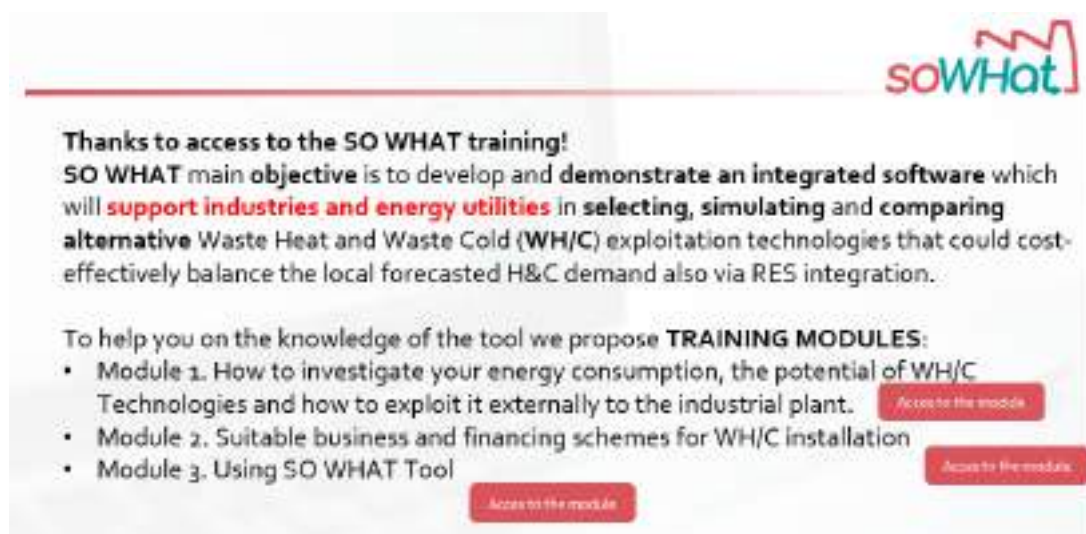 soWHat
Thanks to access to the SO WHAT training!
SO WHAT main objective is to develop and demonstrate an integrated software which
will support industries and energy utilities in selecting, simulating and comparing
alternative Waste Heat and Waste Cold (WH/C) exploitation technologies that could cost-
effectively balance the local forecasted H&C demand also via RES integration.
To help you on the knowledge of the tool we propose TRAINING MODULES:
• Module 1. How to investigate your energy consumption, the potential of WH/C
Technologies and how to exploit it externally to the industrial plant.
Acces to the module
• Module 2. Suitable business and financing schemes for WH/C installation
• Module 3. Using SO WHAT Tool
Acces to the module
Acces to the module